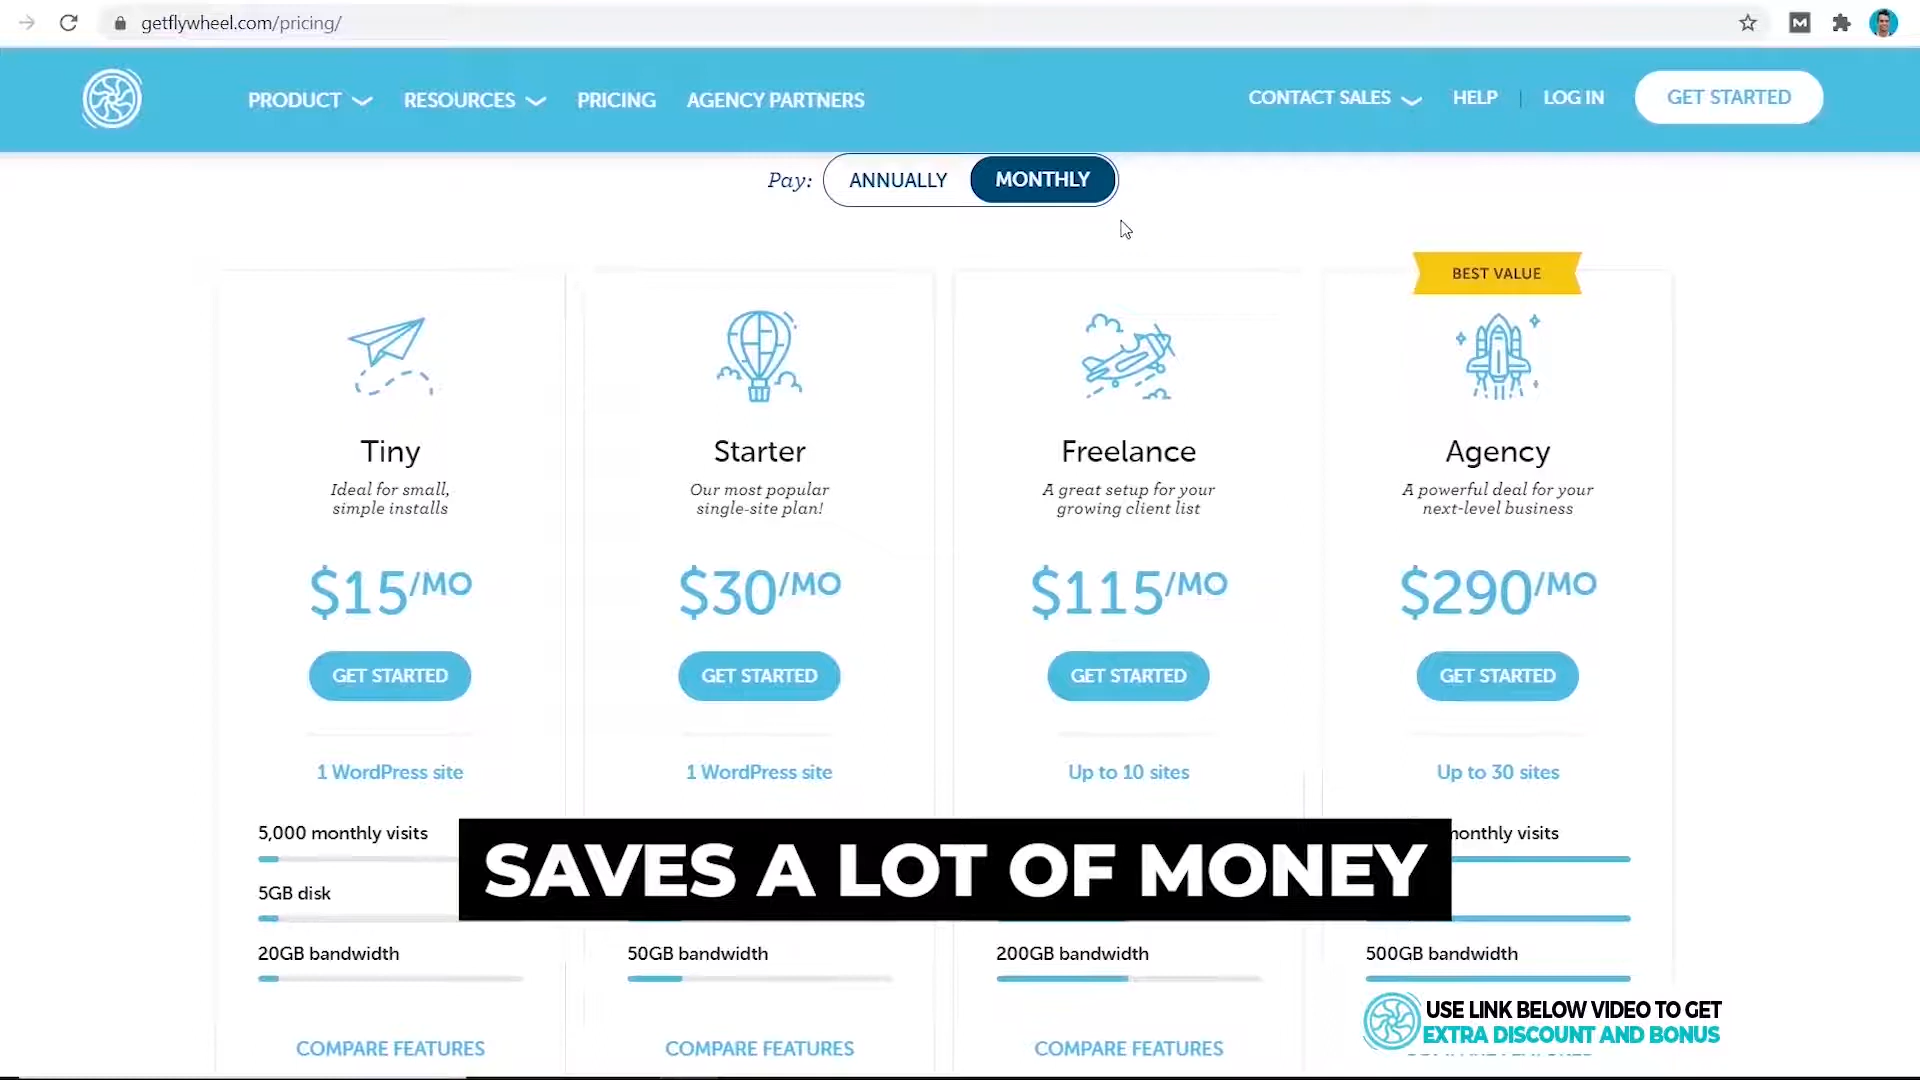 getflywheel.com/pricing/
PRODUCT RESOURCES PRICING AGENCY PARTNERS CONTACT SALES HELP LOG IN GET STARTED
Pay: ANNUALLY MONTHLY
BEST VALUE
Tiny
Ideal for small,
simple installs
$15/MO
GET STARTED
1 WordPress site
5,000 monthly visits
5GB disk
20GB bandwidth
COMPARE FEATURES
Starter
Our most popular
single-site plan!
$30/MO
GET STARTED
1 WordPress site
50GB bandwidth
COMPARE FEATURES
Freelance
A great setup for your
growing client list
$115/MO
GET STARTED
Up to 10 sites
200GB bandwidth
COMPARE FEATURES
Agency
A powerful deal for your
next-level business
$290/MO
GET STARTED
Up to 30 sites
monthly visits
500GB bandwidth
SAVES A LOT OF MONEY
USE LINK BELOW VIDEO TO GET
EXTRA DISCOUNT AND BONUS